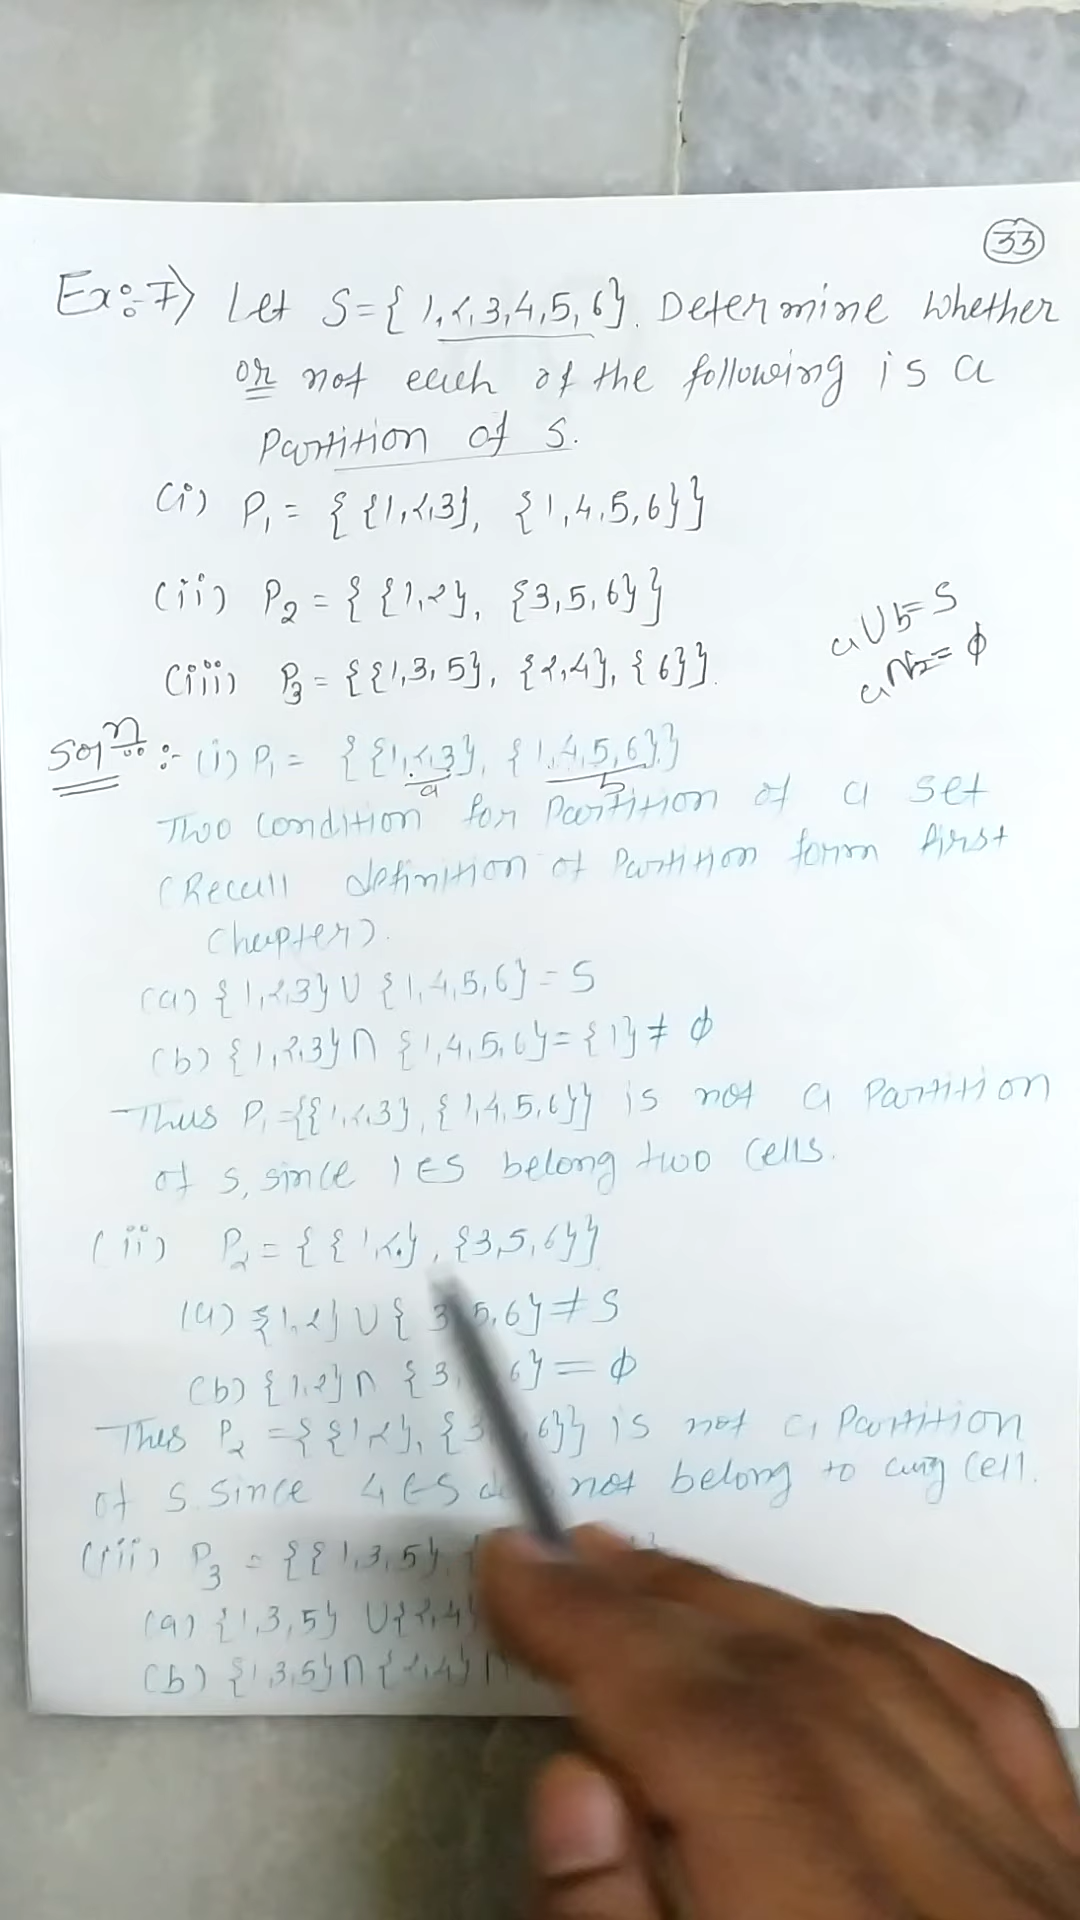 33
Ex:-7) Let S={1,2,3,4,5,6}. Determine whether
or not each of the following is a
Partition of S.
(i) P₁ = {{1,2,3}, {1,4,5,6}}
(ii) P₂ = {{1,2}, {3,5,6}}
(iii) P₃ = {{1,3,5}, {2,4}, {6}}.
a∪b=S
a∩b=ϕ
Solⁿ :- (i) P₁ = {{1,2,3}, {1,4,5,6}}
a b
Two condition for Partition of a set
(Recall definition of Partition form first
Chapter).
(a) {1,2,3} ∪ {1,4,5,6} = S
(b) {1,2,3} ∩ {1,4,5,6} = {1} ≠ ϕ
Thus P₁={{1,2,3}, {1,4,5,6}} is not a Partition
of S, since 1∈S belong two cells.
(ii) P₂ = {{1,2}, {3,5,6}}
(a) {1,2} ∪ {3,5,6} ≠ S
(b) {1,2} ∩ {3, 6} = ϕ
Thus P₂ = {{1,2}, {3, 6}} is not a Partition
of S. Since 4∈S not belong to any cell.
(iii) P₃ = {{1,3,5},
(a) {1,3,5} ∪ {2,4}
(b) {1,3,5} ∩ {2,4} ∩